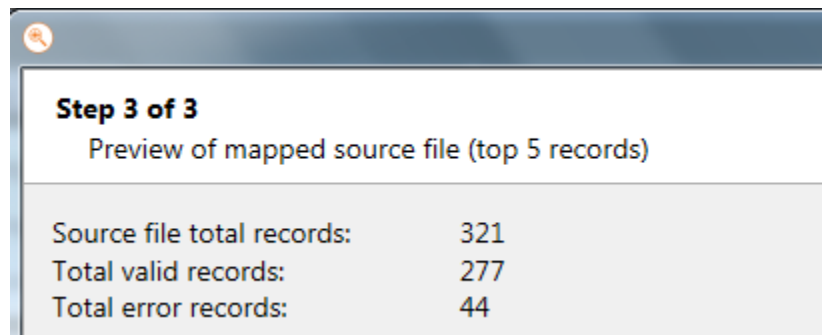 Step 3 of 3
Preview of mapped source file (top 5 records)
Source file total records: 321
Total valid records: 277
Total error records: 44